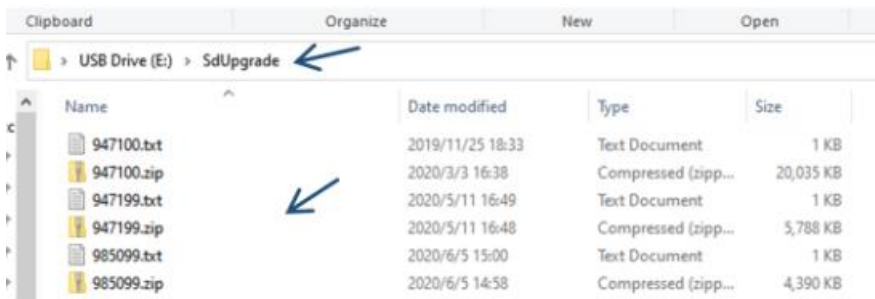 Clipboard Organize New Open
USB Drive (E:) > SdUpgrade
Name Date modified Type Size
947100.txt 2019/11/25 18:33 Text Document 1 KB
947100.zip 2020/3/3 16:38 Compressed (zipp... 20,035 KB
947199.txt 2020/5/11 16:49 Text Document 1 KB
947199.zip 2020/5/11 16:48 Compressed (zipp... 5,788 KB
985099.txt 2020/6/5 15:00 Text Document 1 KB
985099.zip 2020/6/5 14:58 Compressed (zipp... 4,390 KB